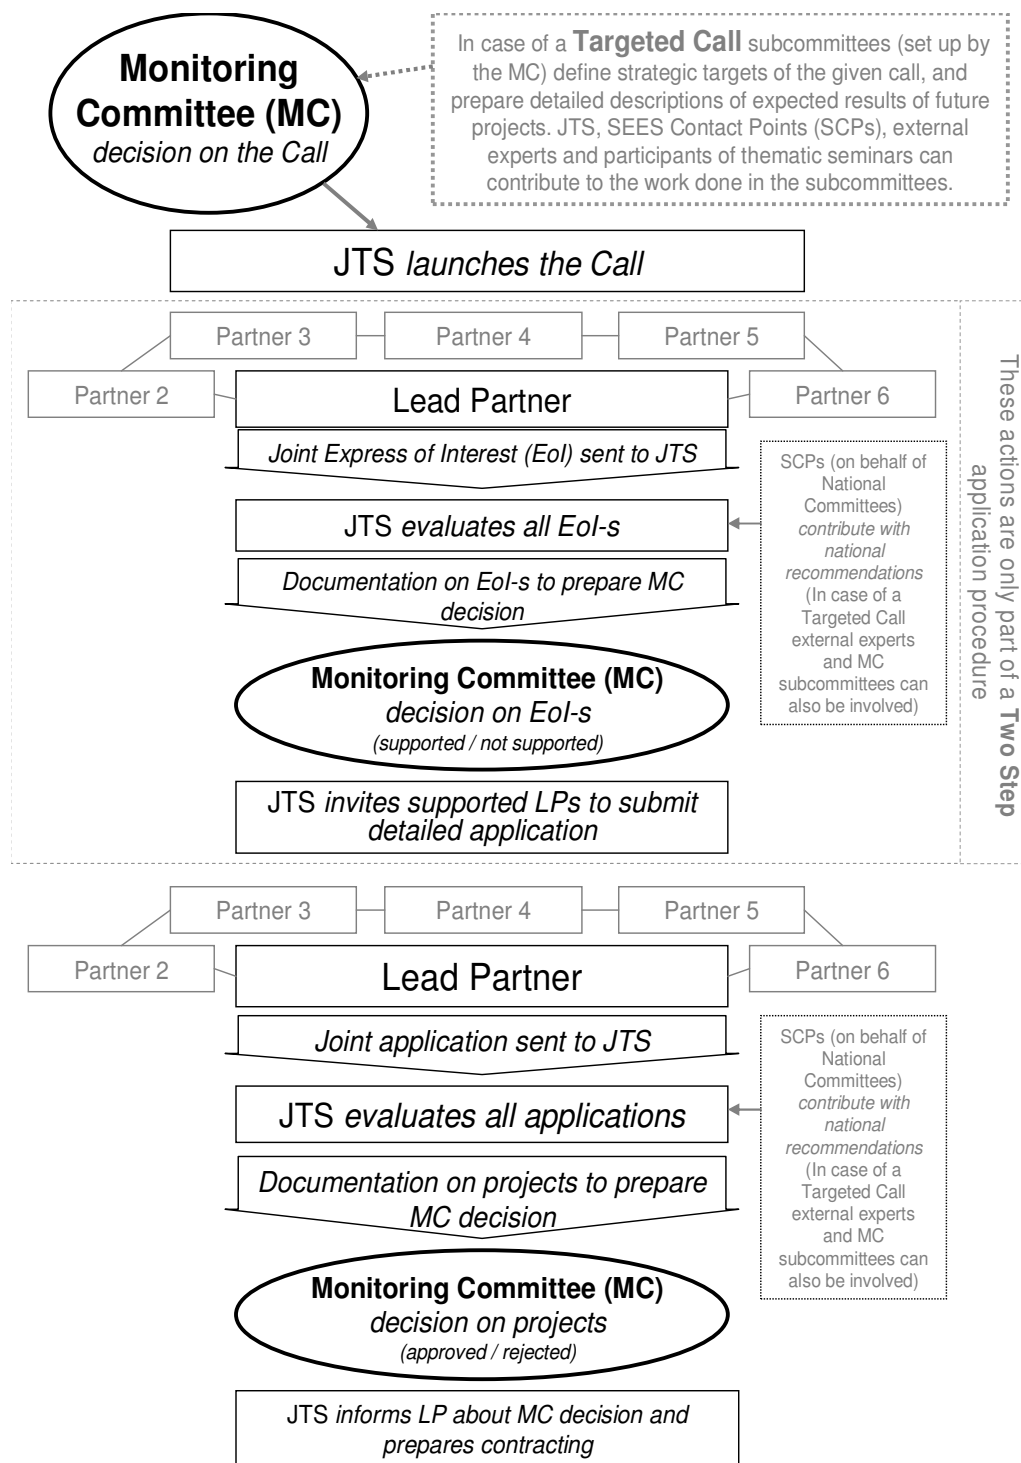 Monitoring
Committee (MC)
decision on the Call
In case of a Targeted Call subcommittees (set up by
the MC) define strategic targets of the given call, and
prepare detailed descriptions of expected results of future
projects. JTS, SEES Contact Points (SCPs), external
experts and participants of thematic seminars can
contribute to the work done in the subcommittees.
JTS launches the Call
Partner 3
Partner 4
Partner 5
Partner 2
Lead Partner
Partner 6
Joint Express of Interest (EoI) sent to JTS
JTS evaluates all EoI-s
Documentation on EoI-s to prepare MC
decision
Monitoring Committee (MC)
decision on EoI-s
(supported / not supported)
JTS invites supported LPs to submit
detailed application
SCPs (on behalf of
National
Committees)
contribute with
national
recommendations
(In case of a
Targeted Call
external experts
and MC
subcommittees can
also be involved)
These actions are only part of a Two Step
application procedure
Partner 3
Partner 4
Partner 5
Partner 2
Lead Partner
Partner 6
Joint application sent to JTS
JTS evaluates all applications
Documentation on projects to prepare
MC decision
Monitoring Committee (MC)
decision on projects
(approved / rejected)
JTS informs LP about MC decision and
prepares contracting
SCPs (on behalf of
National
Committees)
contribute with
national
recommendations
(In case of a
Targeted Call
external experts
and MC
subcommittees can
also be involved)